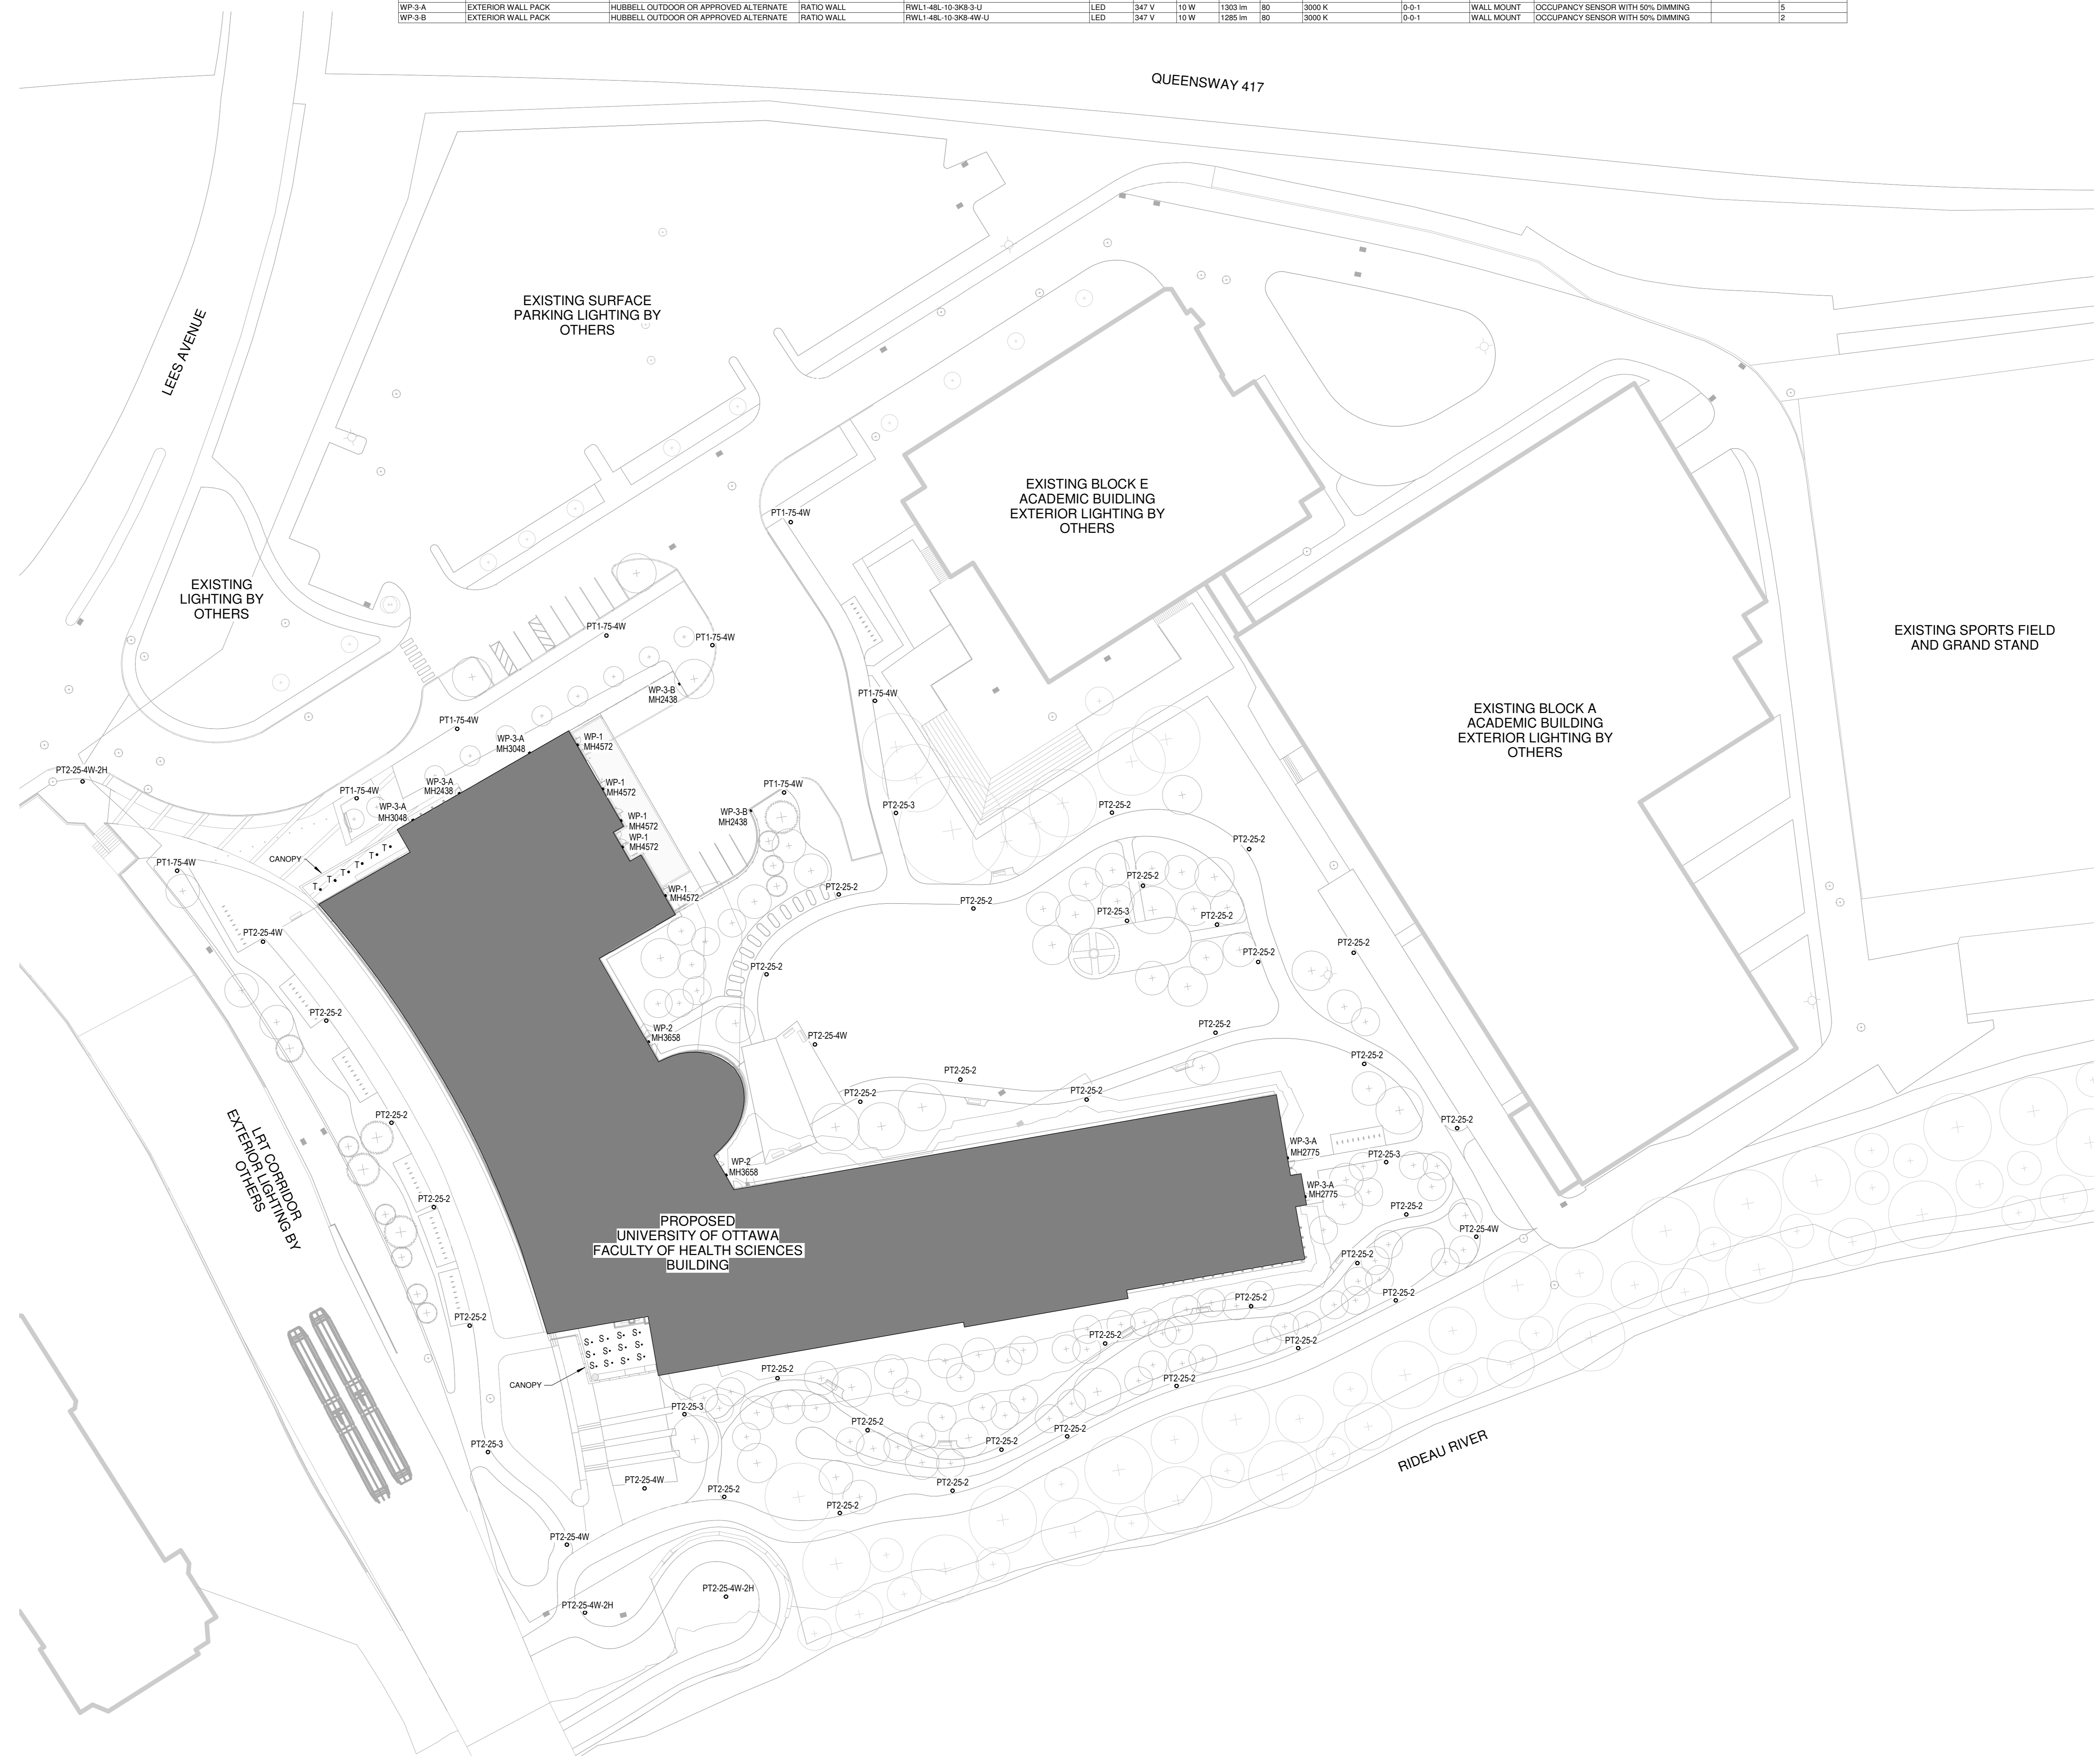 WP-3-A EXTERIOR WALL PACK HUBBELL OUTDOOR OR APPROVED ALTERNATE RATIO WALL RWL1-48L-10-3K8-3-U LED 347 V 10 W 1303 lm 80 3000 K 0-0-1 WALL MOUNT OCCUPANCY SENSOR WITH 50% DIMMING 5
WP-3-B EXTERIOR WALL PACK HUBBELL OUTDOOR OR APPROVED ALTERNATE RATIO WALL RWL1-48L-10-3K8-4W-U LED 347 V 10 W 1285 lm 80 3000 K 0-0-1 WALL MOUNT OCCUPANCY SENSOR WITH 50% DIMMING 2
QUEENSWAY 417
LEES AVENUE
EXISTING SURFACE
PARKING LIGHTING BY
OTHERS
EXISTING BLOCK E
ACADEMIC BUIDLING
EXTERIOR LIGHTING BY
OTHERS
PT1-75-4W
EXISTING
LIGHTING BY
OTHERS
PT1-75-4W
PT1-75-4W
EXISTING SPORTS FIELD
AND GRAND STAND
WP-3-B
MH2438
PT1-75-4W
EXISTING BLOCK A
ACADEMIC BUILDING
EXTERIOR LIGHTING BY
OTHERS
PT1-75-4W
WP-3-A
MH3048
WP-1
MH4572
PT2-25-4W-2H
PT1-75-4W
WP-3-A
MH2438
WP-1
MH4572
PT1-75-4W
WP-3-A
MH3048
WP-1
MH4572
WP-3-B
MH2438
PT2-25-3
PT2-25-2
WP-1
MH4572
PT2-25-2
CANOPY
T T T T T T
PT1-75-4W
WP-1
MH4572
PT2-25-2
PT2-25-2
PT2-25-2
PT2-25-3
PT2-25-2
PT2-25-4W
PT2-25-2
PT2-25-2
PT2-25-2
PT2-25-2
PT2-25-2
WP-2
MH3658
PT2-25-4W
PT2-25-2
PT2-25-2
PT2-25-2
PT2-25-2
PT2-25-2
LRT CORRIDOR
EXTERIOR LIGHTING BY
OTHERS
PT2-25-2
PT2-25-2
WP-3-A
MH2775
PT2-25-3
WP-2
MH3658
WP-3-A
MH2775
PT2-25-2
PT2-25-2
PT2-25-4W
PROPOSED
UNIVERSITY OF OTTAWA
FACULTY OF HEALTH SCIENCES
BUILDING
PT2-25-2
PT2-25-2
PT2-25-2
PT2-25-2
S S S S
S S S S
S S S S
PT2-25-2
PT2-25-2
CANOPY
PT2-25-2
PT2-25-2
PT2-25-3
PT2-25-2
PT2-25-2
PT2-25-2
PT2-25-3
RIDEAU RIVER
PT2-25-4W
PT2-25-2
PT2-25-2
PT2-25-2
PT2-25-4W
PT2-25-4W-2H
PT2-25-4W-2H